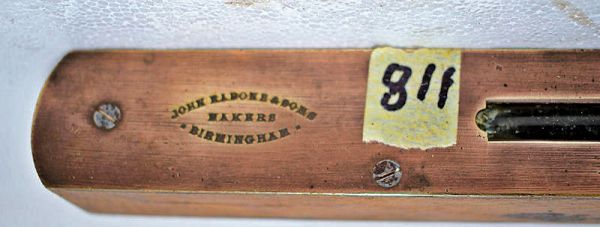 JOHN RABONE & SONS
MAKERS
BIRMINGHAM
811